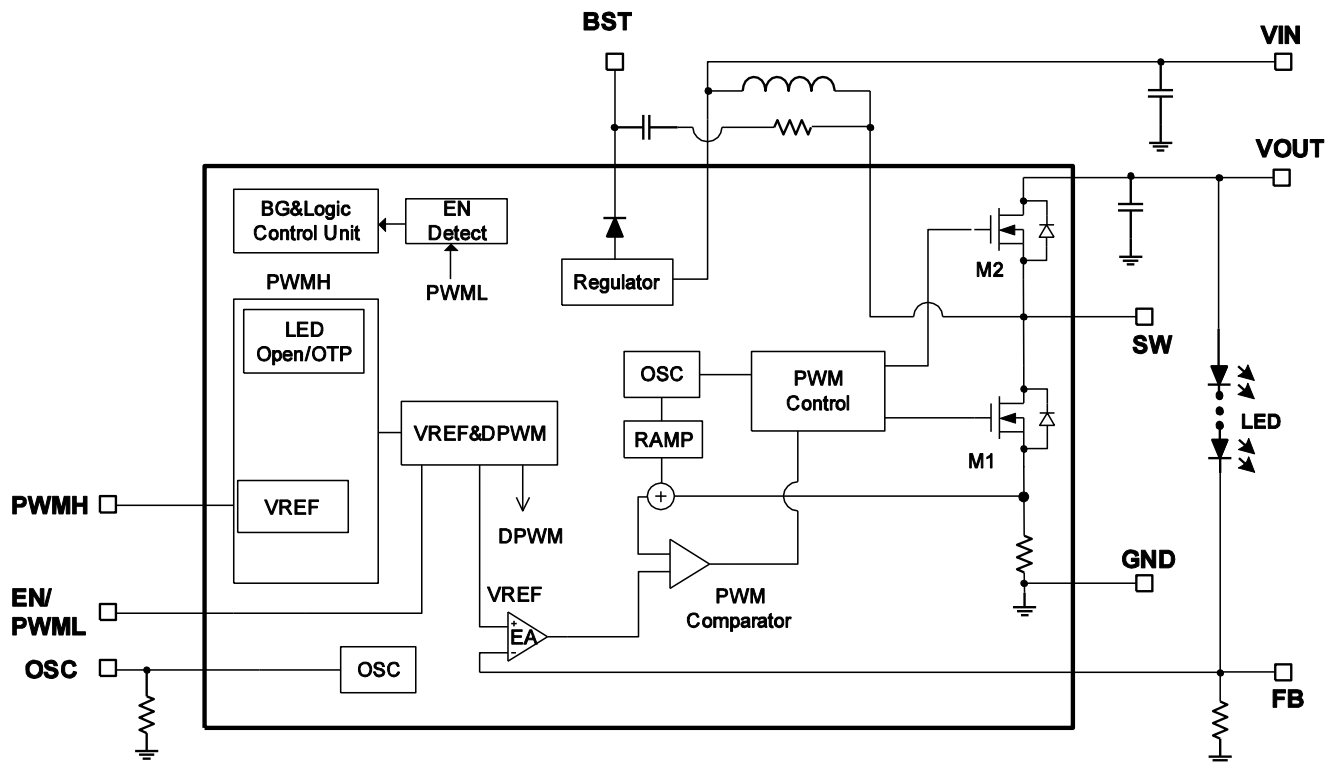 BST
VIN
VOUT
BG&Logic
Control Unit
EN
Detect
PWML
Regulator
M2
SW
PWMH
LED
Open/OTP
VREF
VREF&DPWM
DPWM
OSC
RAMP
+
PWM
Control
M1
LED
PWMH
GND
EN/
PWML
VREF
+
EA
-
PWM
Comparator
OSC
OSC
FB